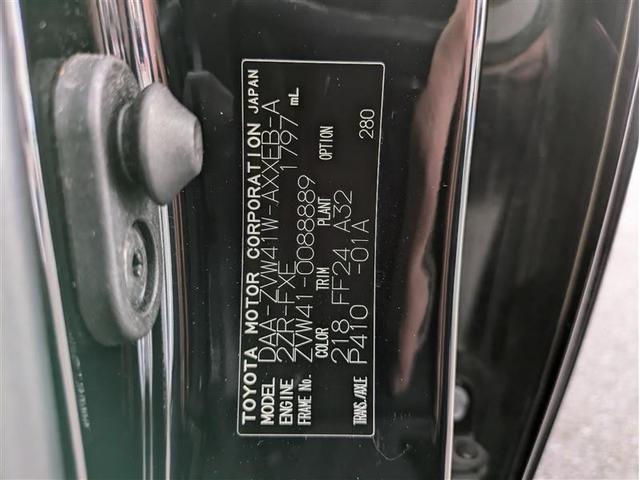 TOYOTA MOTOR CORPORATION JAPAN
MODEL DAA-ZVW41W-AXXEB-A
ENGINE 2ZR-FXE 1797 mL
FRAME No. ZVW41-0088889
COLOR TRIM PLANT OPTION
218 FF24 A32 280
TRANS./AXLE P410 -01A